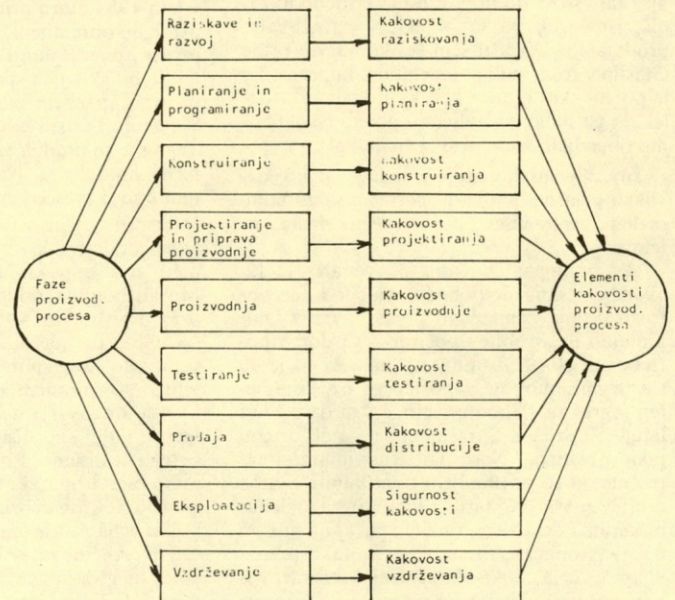 Raziskave in
razvoj
Kakovost
raziskovanja
Planiranje in
programiranje
Kakovost
planiranja
Konstruiranje
Kakovost
konstruiranja
Projektiranje
in priprava
proizvodnje
Kakovost
projektiranja
Faze
proizvod.
procesa
Proizvodnja
Kakovost
proizvodnje
Elementi
kakovosti
proizvod.
procesa
Testiranje
Kakovost
testiranja
Prodaja
Kakovost
distribucije
Eksploatacija
Sigurnost
kakovosti
Vzdrževanje
Kakovost
vzdrževanja